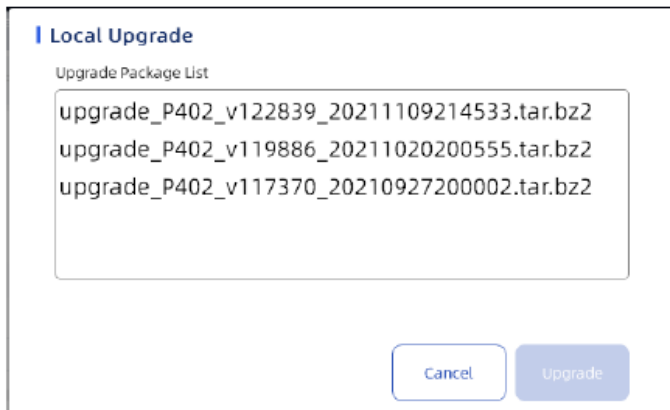 Local Upgrade
Upgrade Package List
upgrade_P402_v122839_20211109214533.tar.bz2
upgrade_P402_v119886_20211020200555.tar.bz2
upgrade_P402_v117370_20210927200002.tar.bz2
Cancel
Upgrade